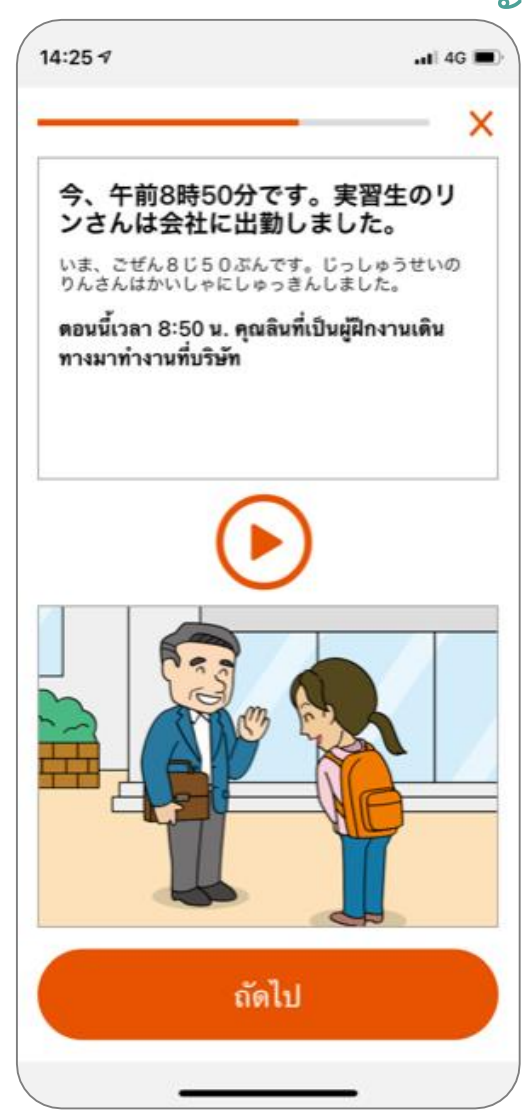 14:25
4G
今、午前8時50分です。実習生のリ
ンさんは会社に出勤しました。
いま、ごぜん8じ50ぷんです。じっしゅうせいの
りんさんはかいしゃにしゅっきんしました。
ตอนนี้เวลา 8:50 น. คุณลินที่เป็นผู้ฝึกงานเดิน
ทางมาทำงานที่บริษัท
ถัดไป